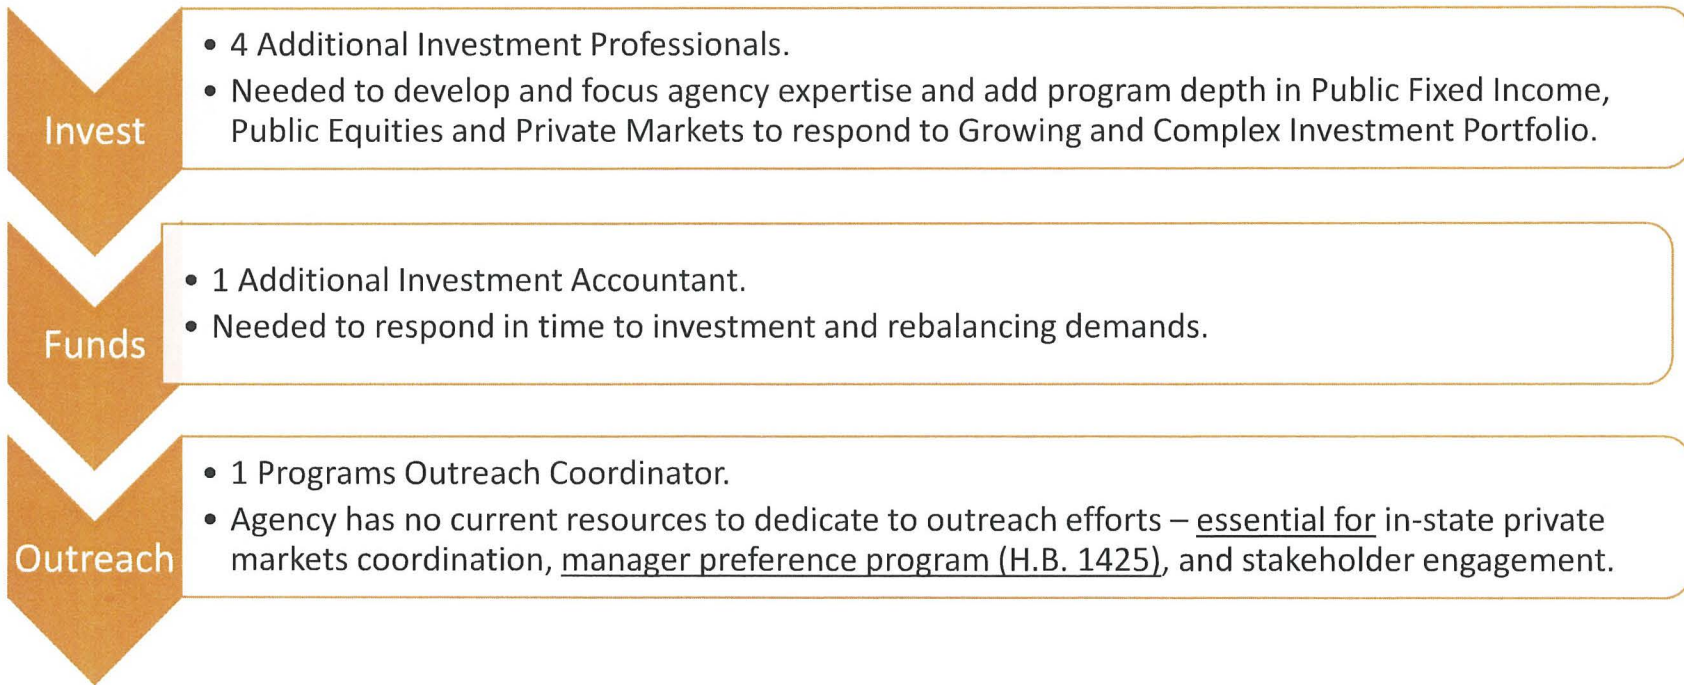 Invest
• 4 Additional Investment Professionals.
• Needed to develop and focus agency expertise and add program depth in Public Fixed Income,
Public Equities and Private Markets to respond to Growing and Complex Investment Portfolio.
Funds
• 1 Additional Investment Accountant.
• Needed to respond in time to investment and rebalancing demands.
Outreach
• 1 Programs Outreach Coordinator.
• Agency has no current resources to dedicate to outreach efforts – essential for in-state private
markets coordination, manager preference program (H.B. 1425), and stakeholder engagement.